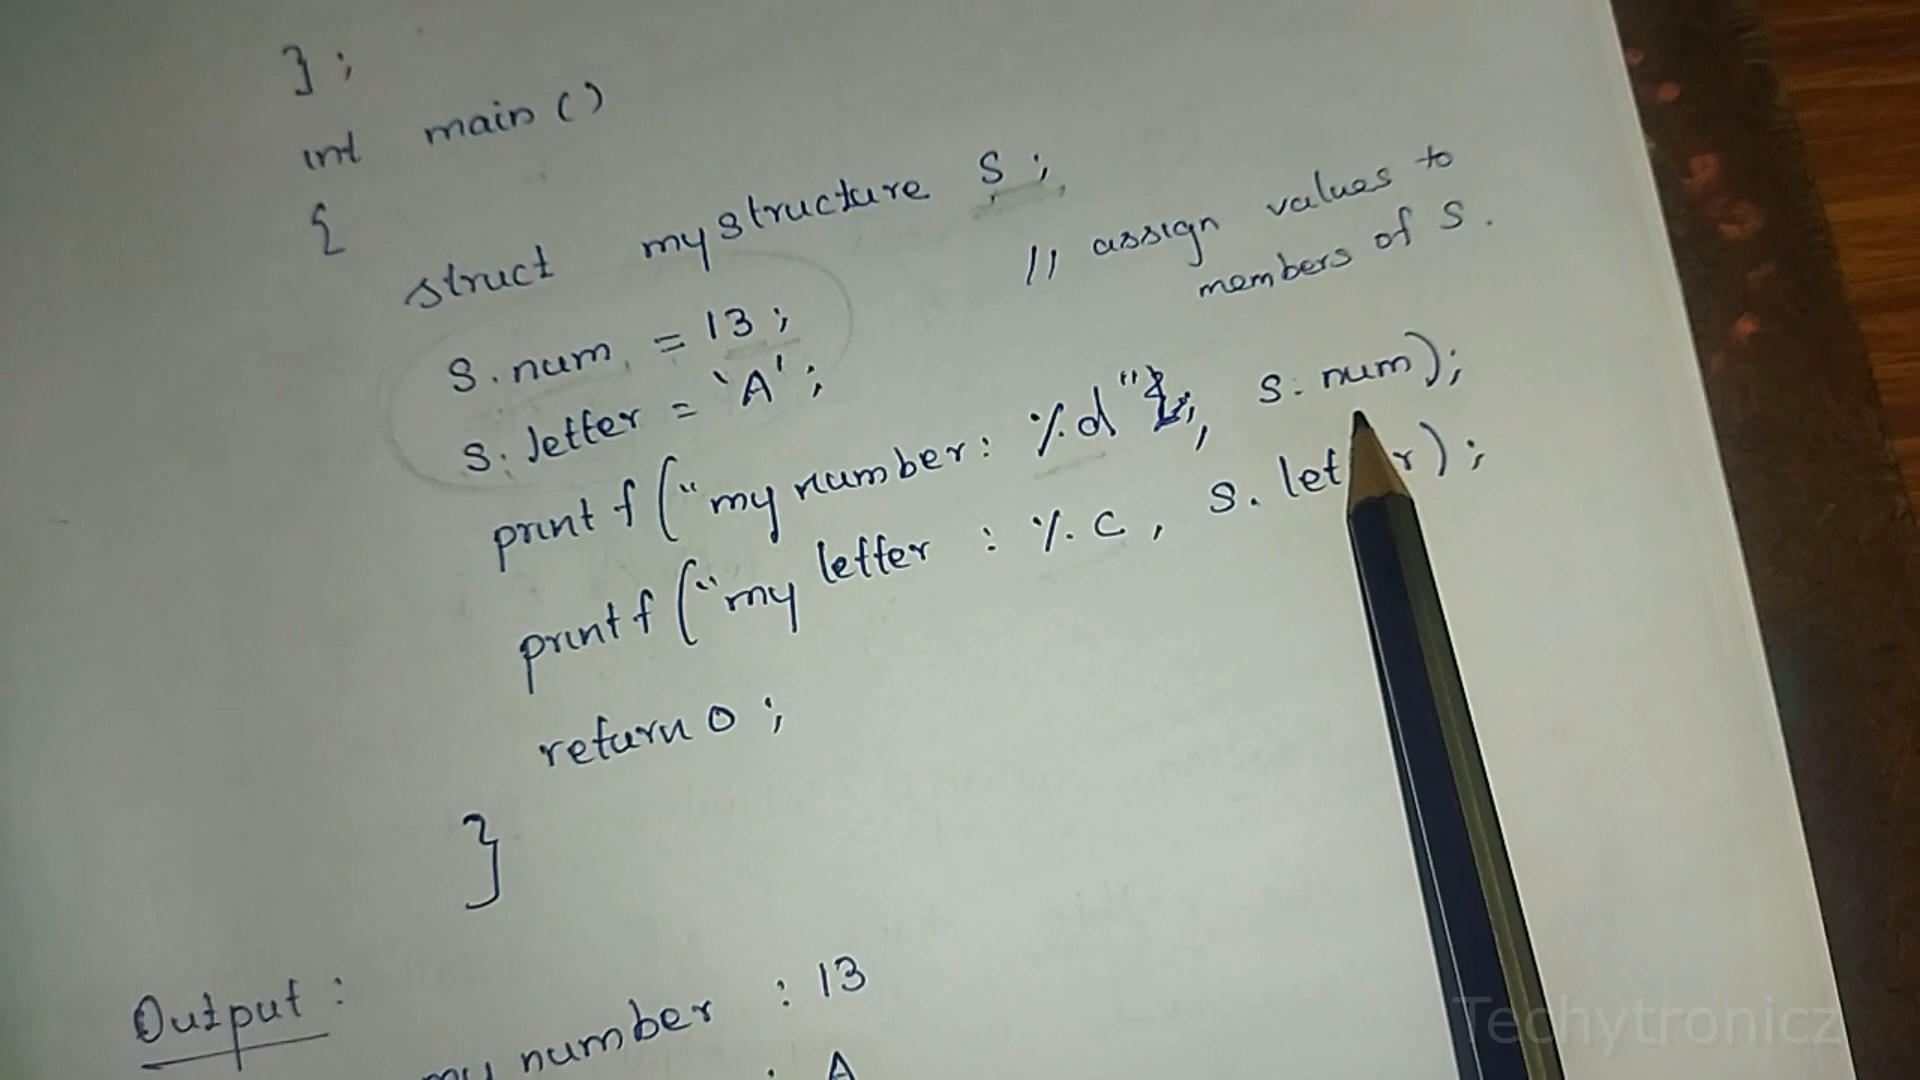 };
int main()
{
struct mystructure s;
// assign values to
members of s.
s.num = 13;
s.letter = 'A';
printf("my number: %d", s.num);
printf("my letter : %c, s.let r);
return 0;
}
Output:
my number : 13
: A
Techytronicz